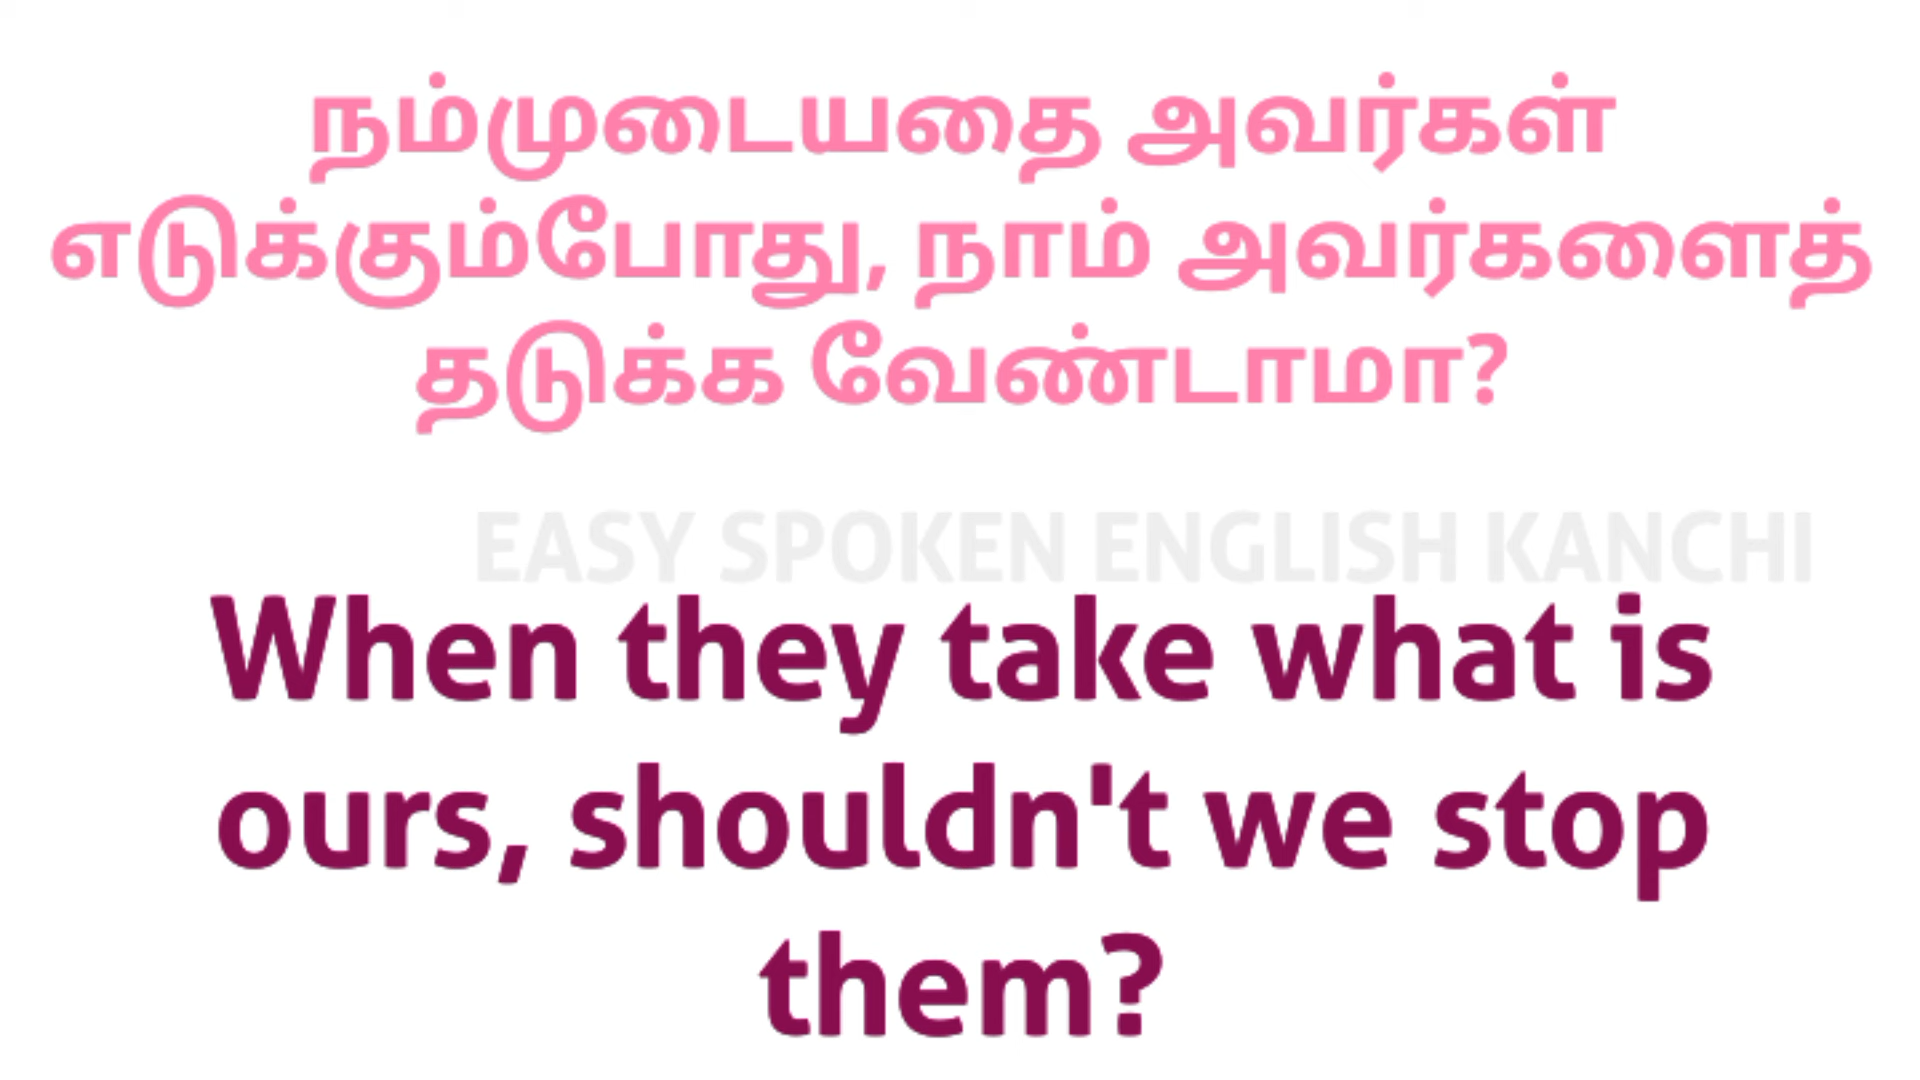 நம்முடையதை அவர்கள்
எடுக்கும்போது, நாம் அவர்களைத்
தடுக்க வேண்டாமா?
EASY SPOKEN ENGLISH KANCHI
When they take what is
ours, shouldn't we stop
them?